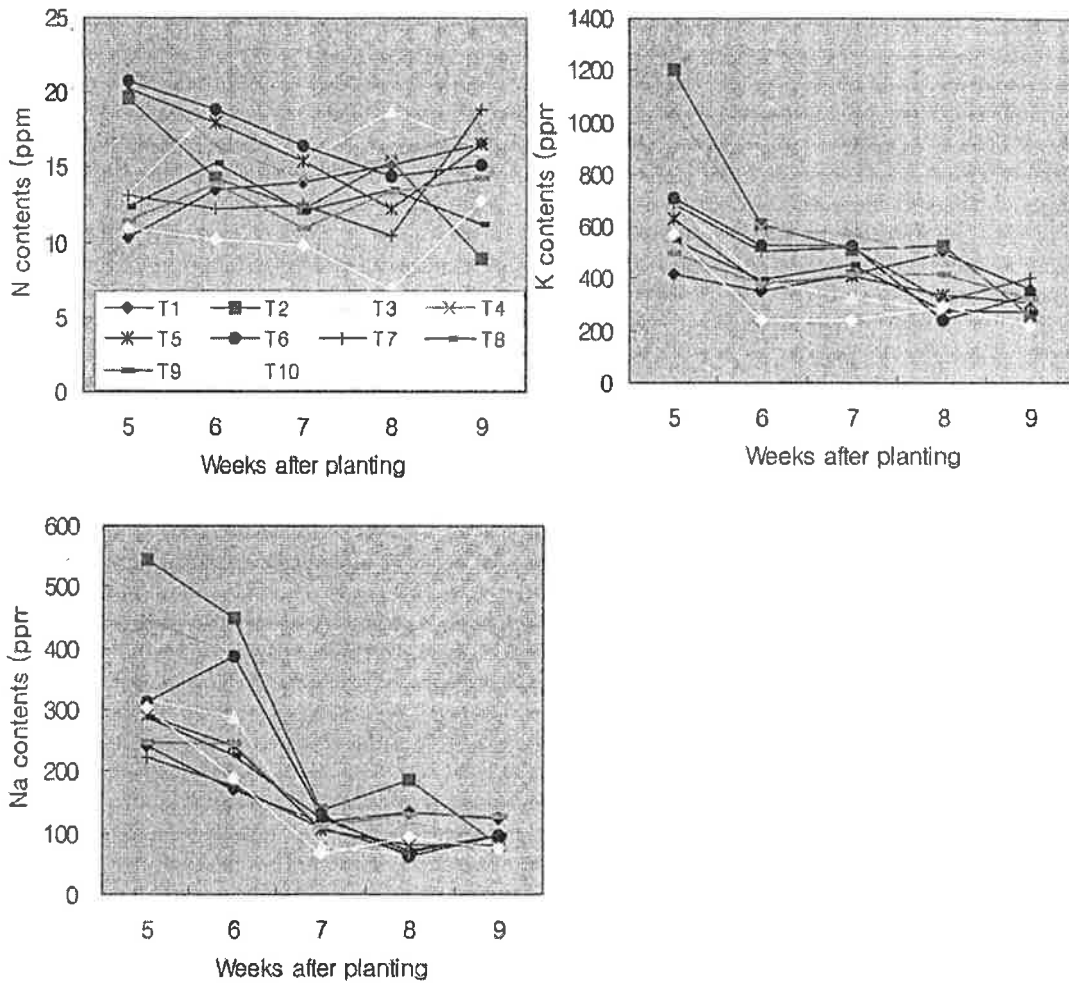 N contents (ppm
25
20
15
10
5
0
T1 T2 T3 T4
T5 T6 T7 T8
T9 T10
5 6 7 8 9
Weeks after planting
K contents (ppm
1400
1200
1000
800
600
400
200
0
5 6 7 8 9
Weeks after planting
Na contents (ppm
600
500
400
300
200
100
0
5 6 7 8 9
Weeks after planting